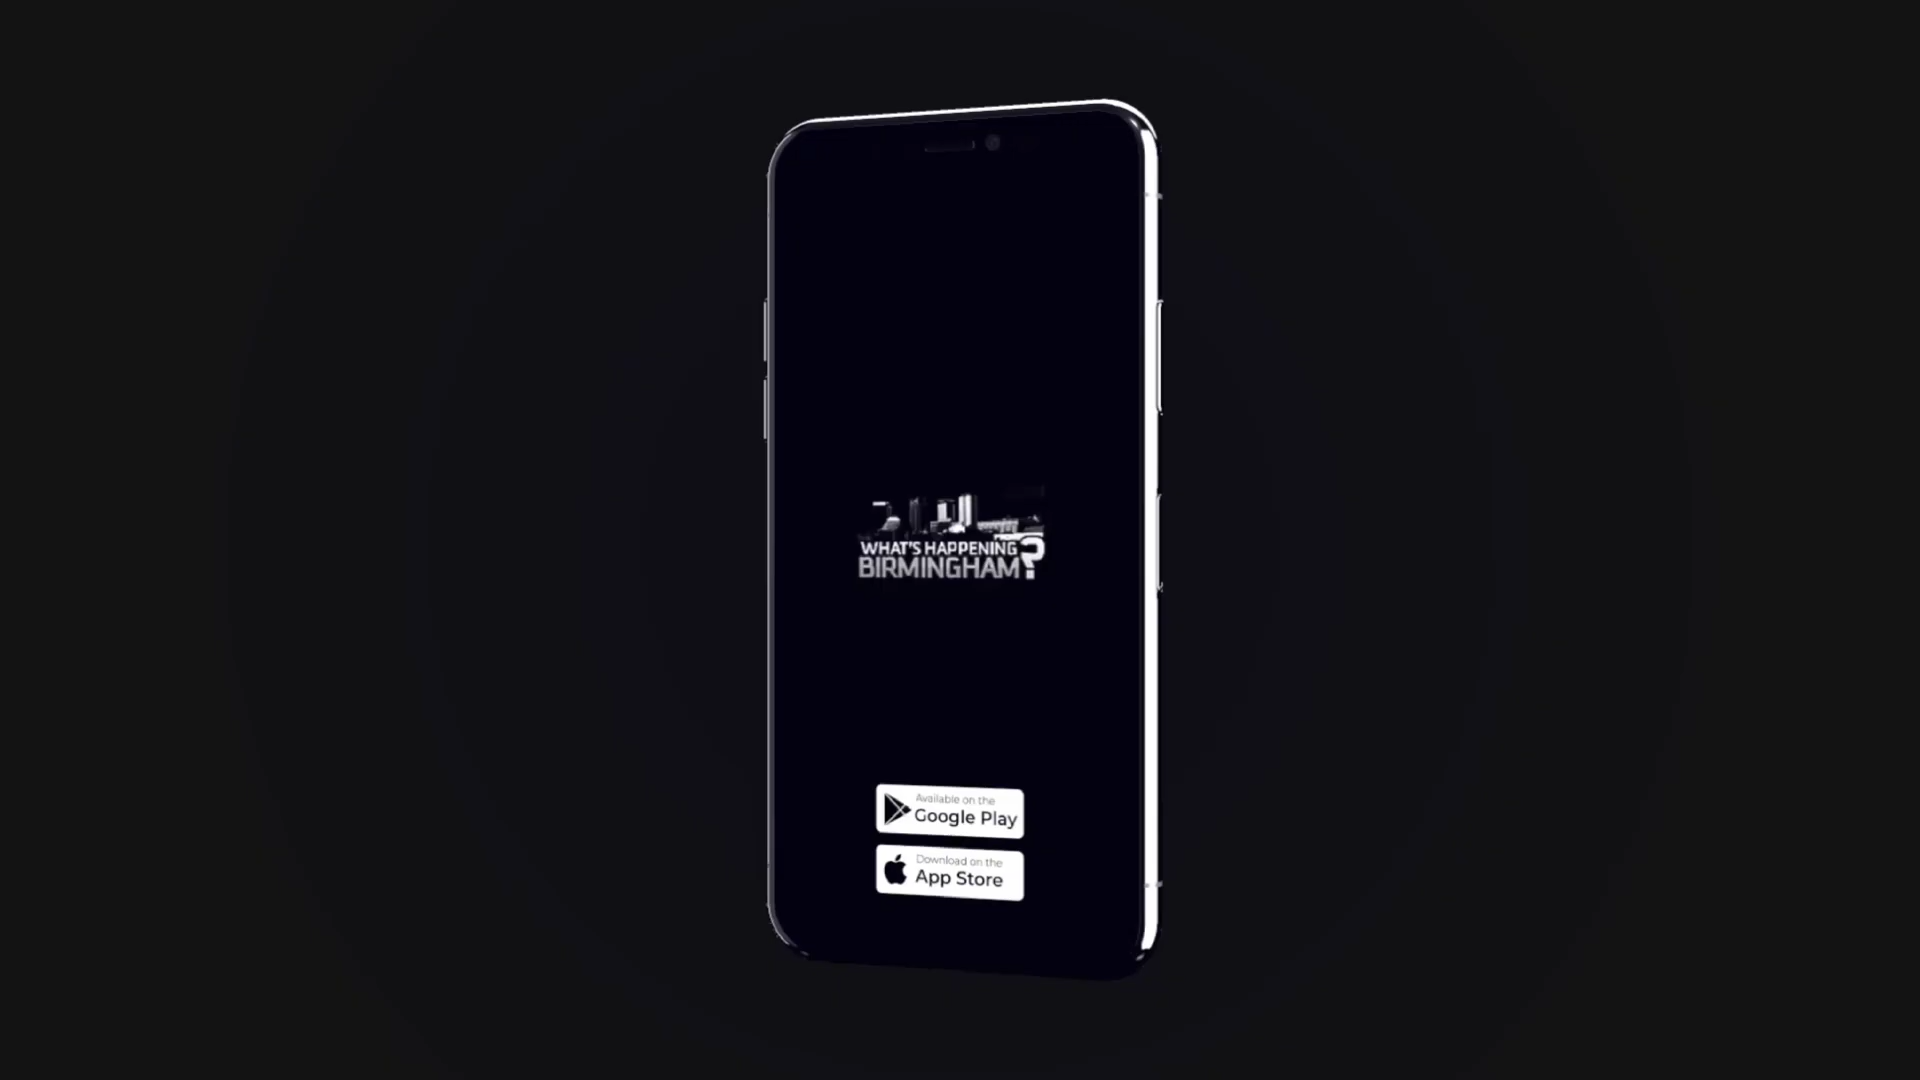 WHAT'S HAPPENING
BIRMINGHAM?
Available on the
Google Play
Download on the
App Store